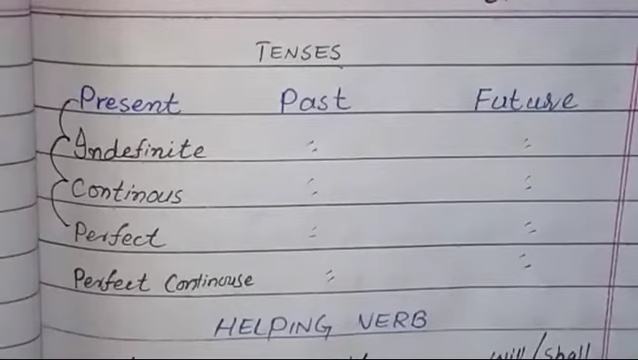 TENSES
Present Past Future
Indefinite : :
Continous : :
Perfect : :
Perfect Continouse : :
HELPING VERB
will/shall